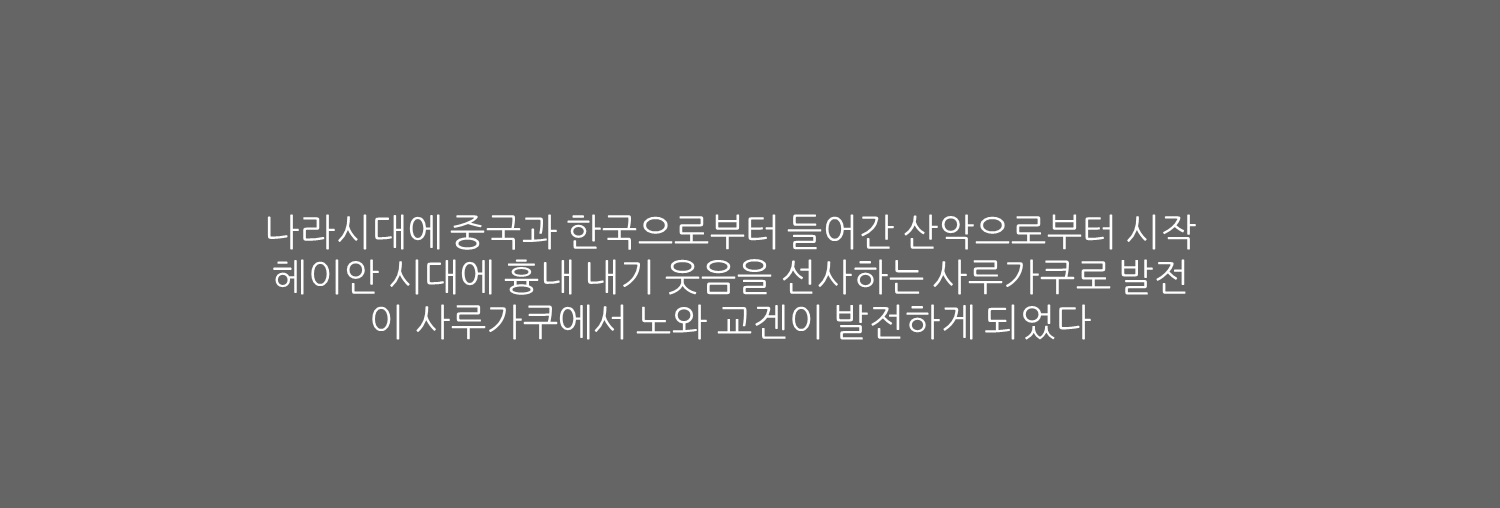 나라시대에 중국과 한국으로부터 들어간 산악으로부터 시작
헤이안 시대에 흉내 내기 웃음을 선사하는 사루가쿠로 발전
이 사루가쿠에서 노와 교겐이 발전하게 되었다